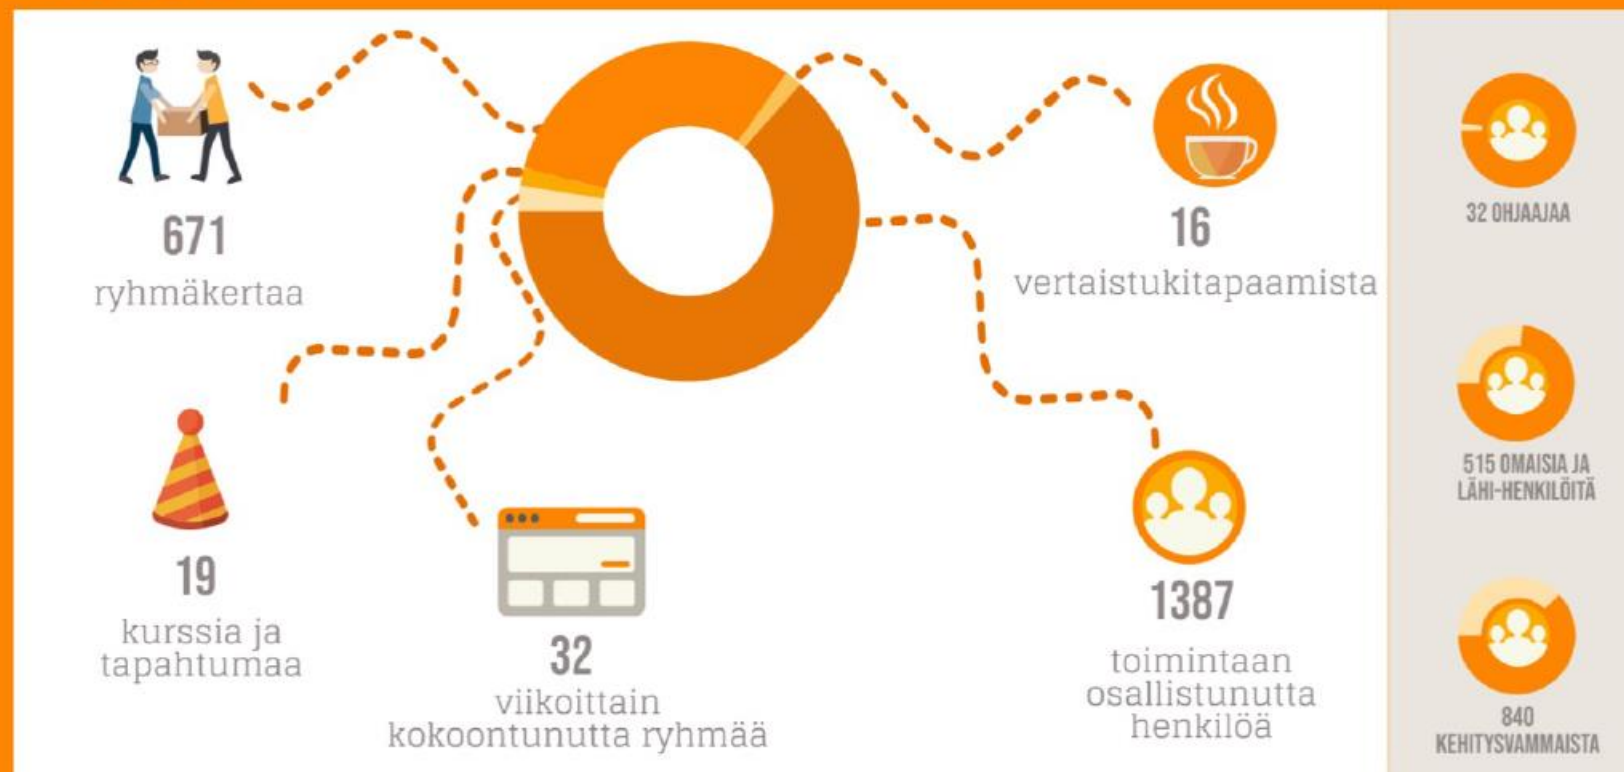 671
ryhmäkertaa
16
vertaistukitapaamista
19
kurssia ja
tapahtumaa
32
viikoittain
kokoontunutta ryhmää
1387
toimintaan
osallistunutta
henkilöä
32 OHJAAJAA
515 OMAISIA JA
LÄHI-HENKILÖITÄ
840
KEHITYSVAMMAISTA